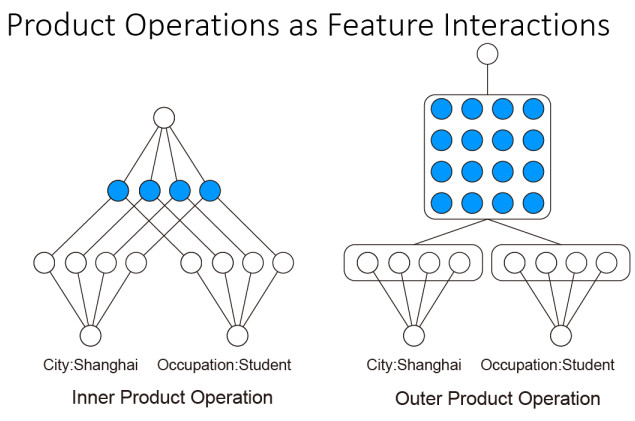 Product Operations as Feature Interactions
City:Shanghai Occupation:Student
Inner Product Operation
City:Shanghai Occupation:Student
Outer Product Operation